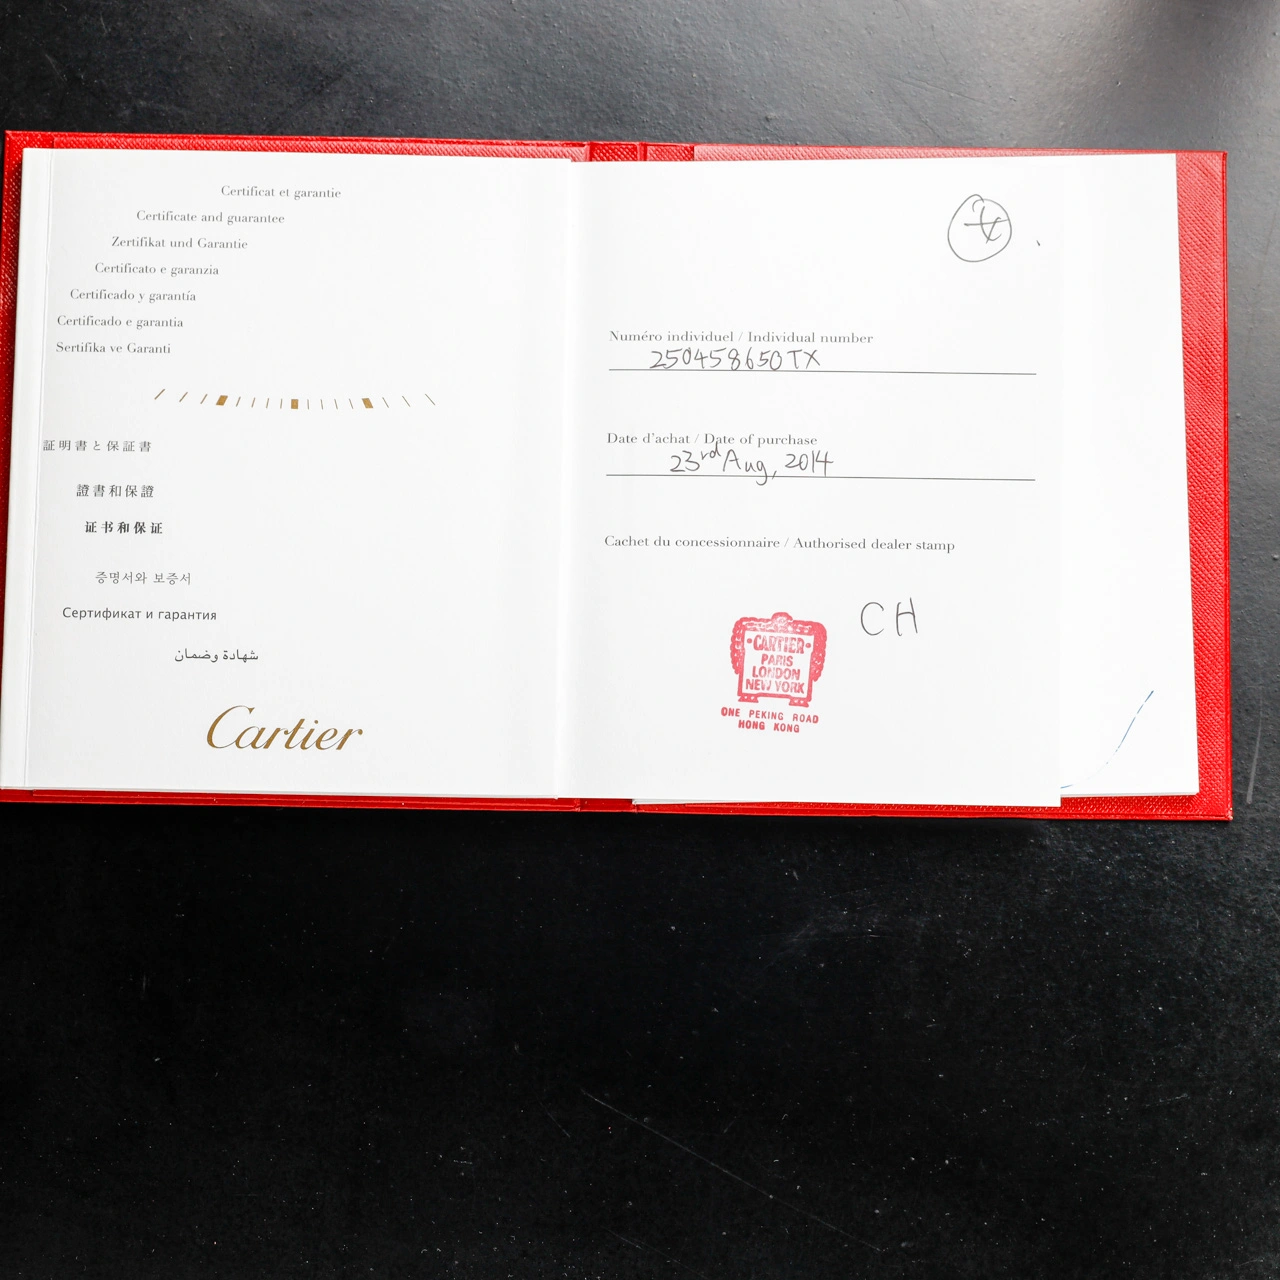 Certificat et garantie
Certificate and guarantee
Zertifikat und Garantie
Certificato e garanzia
Certificado y garantía
Certificado e garantia
Sertifika ve Garanti
証明書と保証書
證書和保證
证书和保证
증명서와 보증서
Сертификат и гарантия
شهادة وضمان
Cartier
Numéro individuel / Individual number
250458650TX
Date d'achat / Date of purchase
23rd Aug, 2014
Cachet du concessionnaire / Authorised dealer stamp
CH
CARTIER
PARIS
LONDON
NEW YORK
ONE PEKING ROAD
HONG KONG